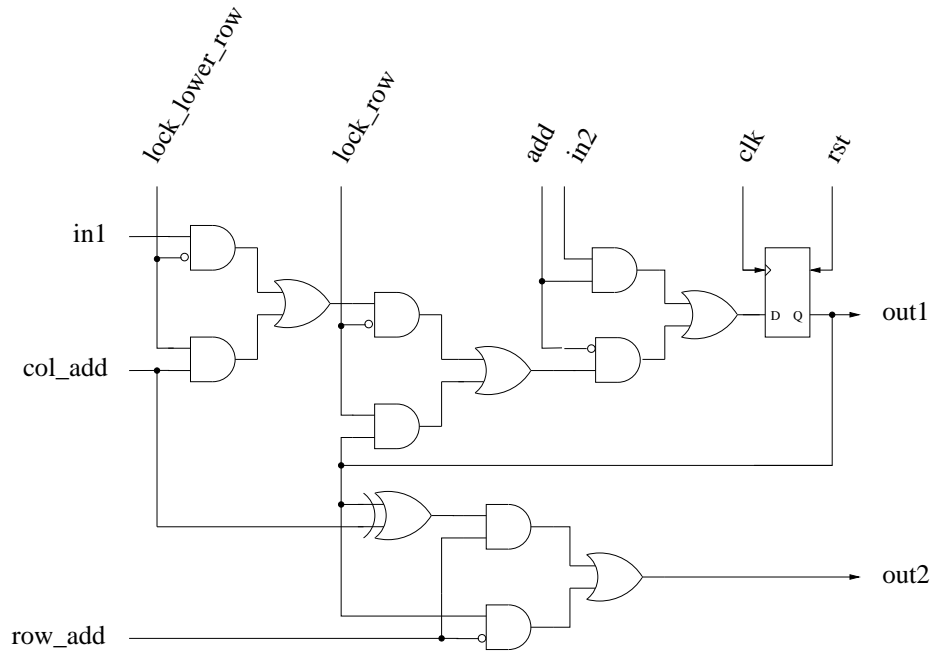 lock_lower_row
lock_row
add
in2
clk
rst
in1
D
Q
out1
col_add
out2
row_add